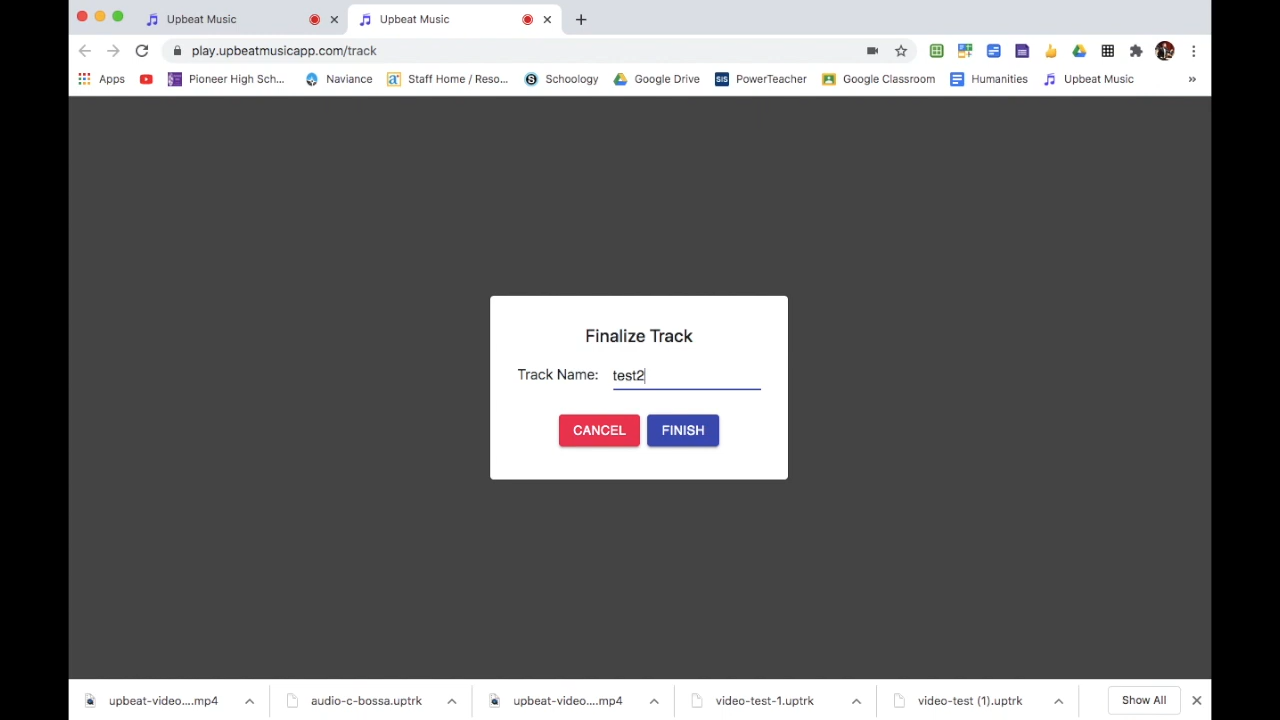 Upbeat Music
Upbeat Music
play.upbeatmusicapp.com/track
Apps
Pioneer High Sch...
Naviance
Staff Home / Reso...
Schoology
Google Drive
SIS
PowerTeacher
Google Classroom
Humanities
Upbeat Music
»
Finalize Track
Track Name: test2
CANCEL FINISH
upbeat-video....mp4
audio-c-bossa.uptrk
upbeat-video....mp4
video-test-1.uptrk
video-test (1).uptrk
Show All